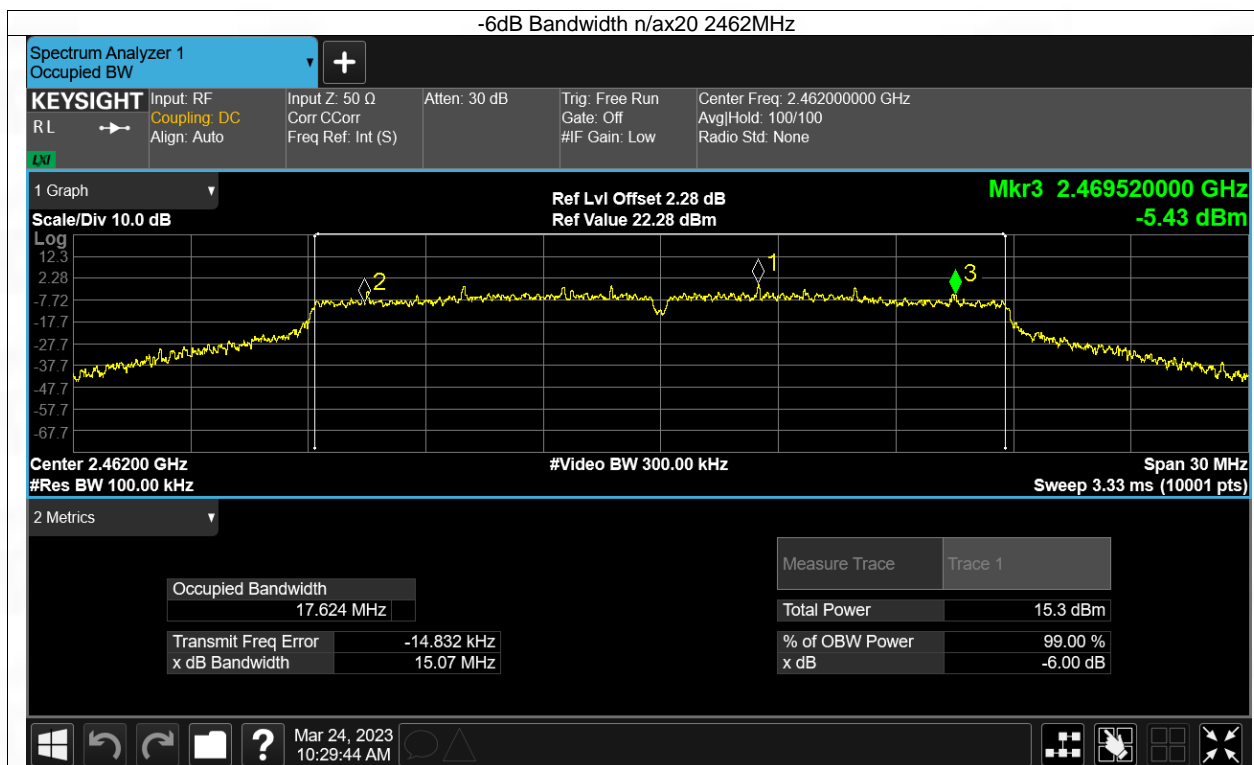 -6dB Bandwidth n/ax20 2462MHz
Spectrum Analyzer 1
Occupied BW
+
KEYSIGHT
R L
LXI
Input: RF
Coupling: DC
Align: Auto
Input Z: 50 Ω
Corr CCorr
Freq Ref: Int (S)
Atten: 30 dB
Trig: Free Run
Gate: Off
#IF Gain: Low
Center Freq: 2.462000000 GHz
Avg|Hold: 100/100
Radio Std: None
1 Graph
Scale/Div 10.0 dB
Ref Lvl Offset 2.28 dB
Ref Value 22.28 dBm
Mkr3 2.469520000 GHz
-5.43 dBm
Log
12.3
2.28
-7.72
-17.7
-27.7
-37.7
-47.7
-57.7
-67.7
2
1
3
Center 2.46200 GHz
#Res BW 100.00 kHz
#Video BW 300.00 kHz
Span 30 MHz
Sweep 3.33 ms (10001 pts)
2 Metrics
Occupied Bandwidth
17.624 MHz
Transmit Freq Error -14.832 kHz
x dB Bandwidth 15.07 MHz
Measure Trace Trace 1
Total Power 15.3 dBm
% of OBW Power 99.00 %
x dB -6.00 dB
?
Mar 24, 2023
10:29:44 AM